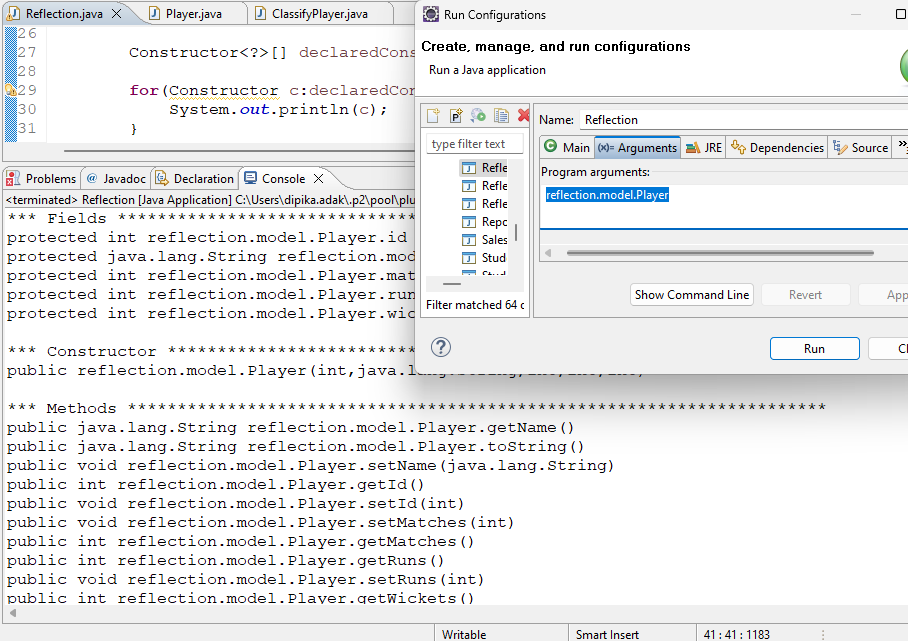 Reflection.java
Player.java
ClassifyPlayer.java
26
27 Constructor<?>[] declaredCons
28
29 for(Constructor c:declaredCon
30 System.out.println(c);
31 }
Problems Javadoc Declaration Console
<terminated> Reflection [Java Application] C:\Users\dipika.adak\.p2\pool\plu
*** Fields ******************************
protected int reflection.model.Player.id
protected java.lang.String reflection.mod
protected int reflection.model.Player.mat
protected int reflection.model.Player.run
protected int reflection.model.Player.wic
*** Constructor *************************
public reflection.model.Player(int,java.l
*** Methods **********************************************************************
public java.lang.String reflection.model.Player.getName()
public java.lang.String reflection.model.Player.toString()
public void reflection.model.Player.setName(java.lang.String)
public int reflection.model.Player.getId()
public void reflection.model.Player.setId(int)
public void reflection.model.Player.setMatches(int)
public int reflection.model.Player.getMatches()
public int reflection.model.Player.getRuns()
public void reflection.model.Player.setRuns(int)
public int reflection.model.Player.getWickets()
Writable Smart Insert 41 : 41 : 1183
Run Configurations
Create, manage, and run configurations
Run a Java application
type filter text
Refle
Refle
Refle
Repo
Sales
Stud
Filter matched 64 o
Name: Reflection
Main (x)= Arguments JRE Dependencies Source
Program arguments:
reflection.model.Player
Show Command Line Revert App
Run Cl